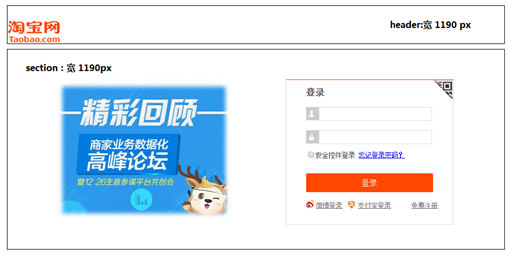 淘宝网
Taobao.com
header:宽 1190 px
section：宽 1190px
精彩回顾
商家业务数据化
高峰论坛
暨12.26生意参谋平台共创会
登录
安全控件登录 忘记登录密码？
登录
微博登录 支付宝登录 免费注册